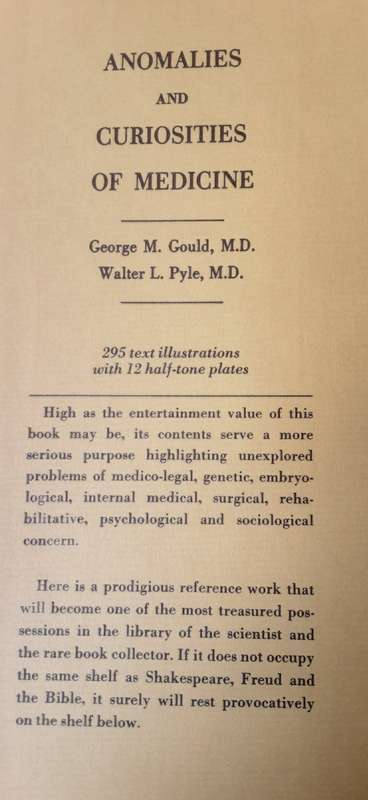 ANOMALIES
AND
CURIOSITIES
OF MEDICINE
George M. Gould, M.D.
Walter L. Pyle, M.D.
295 text illustrations
with 12 half-tone plates
High as the entertainment value of this
book may be, its contents serve a more
serious purpose highlighting unexplored
problems of medico-legal, genetic, embryo-
logical, internal medical, surgical, reha-
bilitative, psychological and sociological
concern.
Here is a prodigious reference work that
will become one of the most treasured pos-
sessions in the library of the scientist and
the rare book collector. If it does not occupy
the same shelf as Shakespeare, Freud and
the Bible, it surely will rest provocatively
on the shelf below.